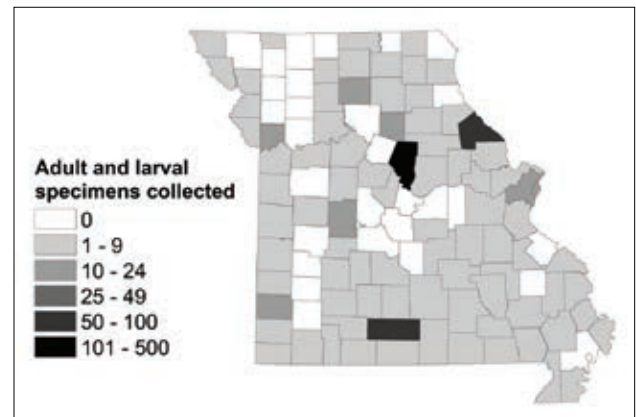 Adult and larval
specimens collected
0
1 - 9
10 - 24
25 - 49
50 - 100
101 - 500